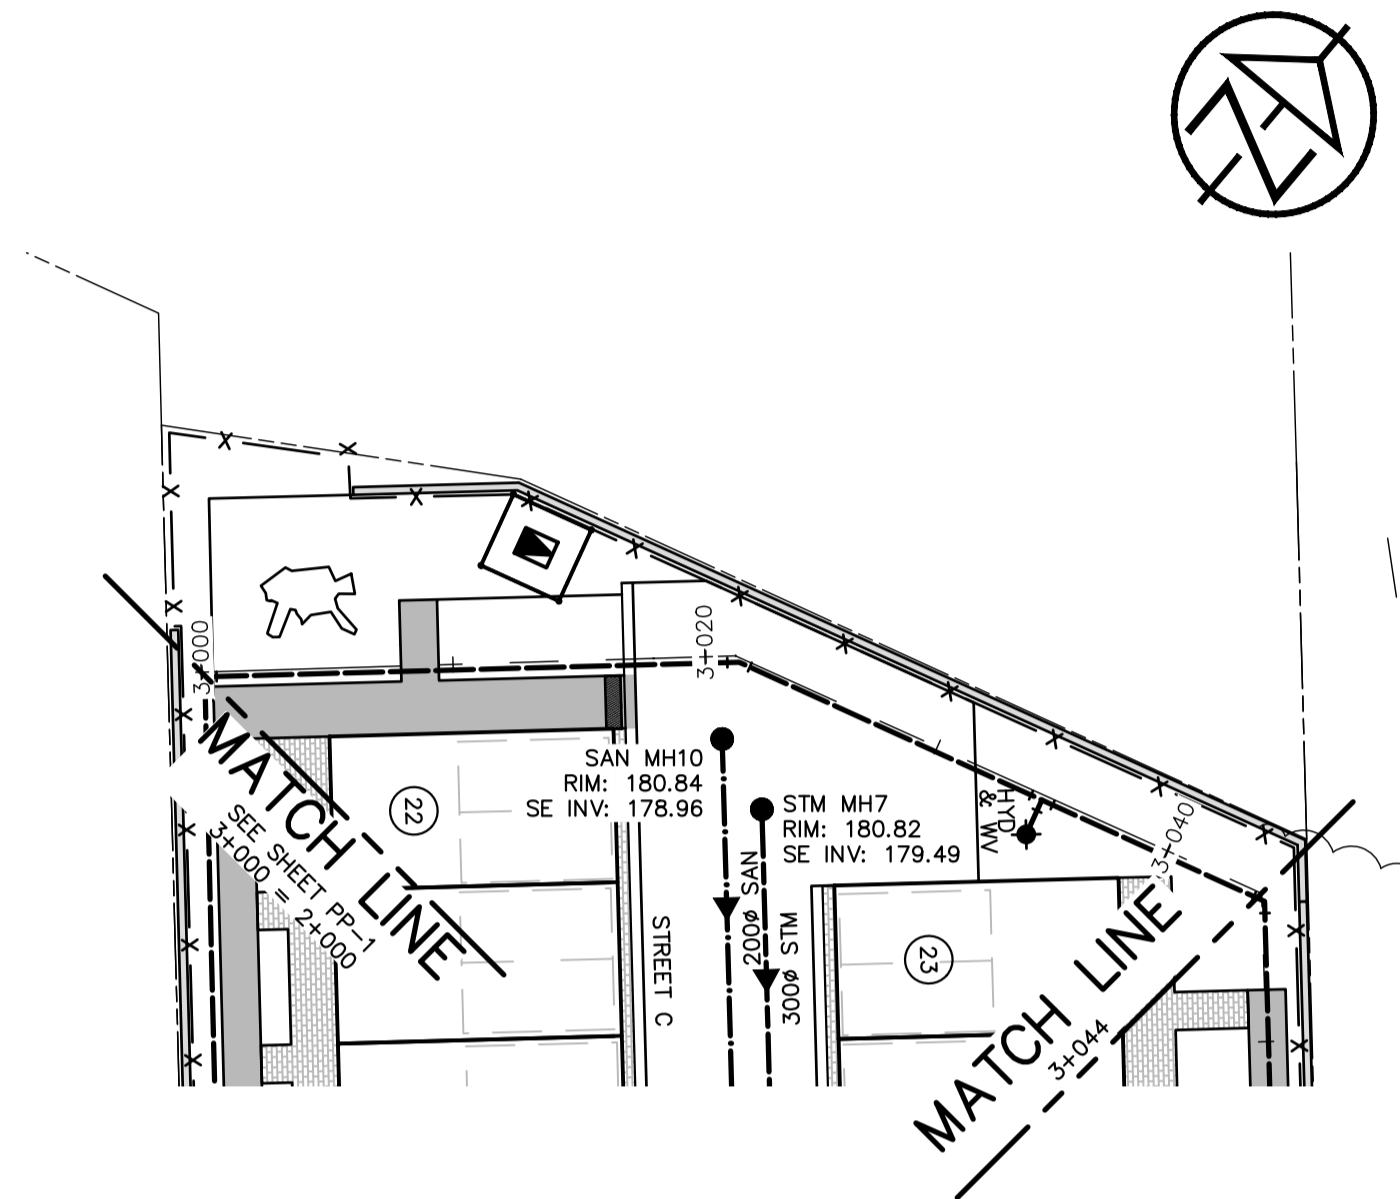 3+000
3+020
SAN MH10
RIM: 180.84
SE INV: 178.96
STM MH7
RIM: 180.82
SE INV: 179.49
HYD
& WV
3+040
MATCH LINE
SEE SHEET PP-1
3+000 = 2+000
22
STREET C
200ø SAN
300ø STM
23
MATCH LINE
3+044